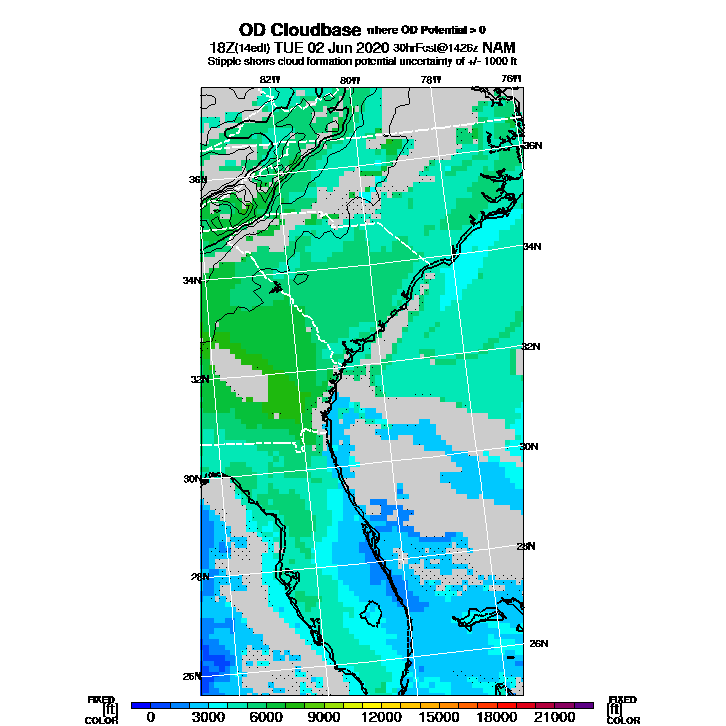 OD Cloudbase where OD Potential > 0
18Z(14edt) TUE 02 Jun 2020 30hrFcst@1426z NAM
Stipple shows cloud formation potential uncertainty of +/- 1000 ft
82W 80W 78W 76W
36N
36N
34N
34N
32N
32N
30N
30N
28N
28N
26N
26N
FIXED FIXED
[ft] [ft]
COLOR 0 3000 6000 9000 12000 15000 18000 21000 COLOR